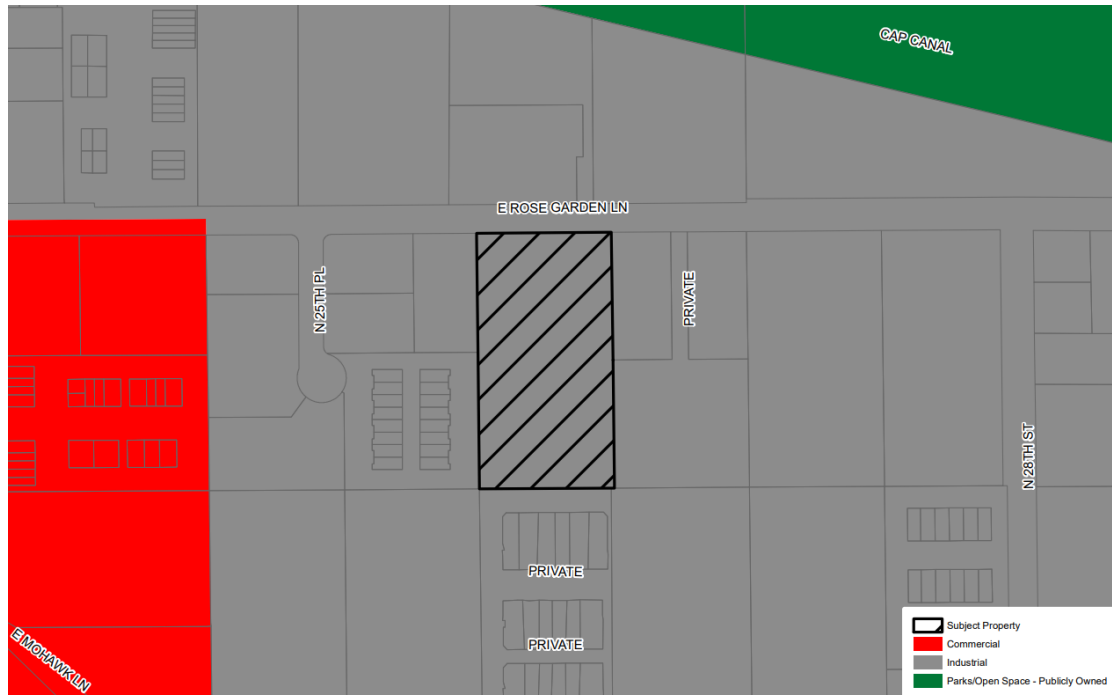 CAP CANAL
E ROSE GARDEN LN
N 25TH PL
PRIVATE
N 28TH ST
PRIVATE
PRIVATE
E MOHAWK LN
Subject Property
Commercial
Industrial
Parks/Open Space - Publicly Owned